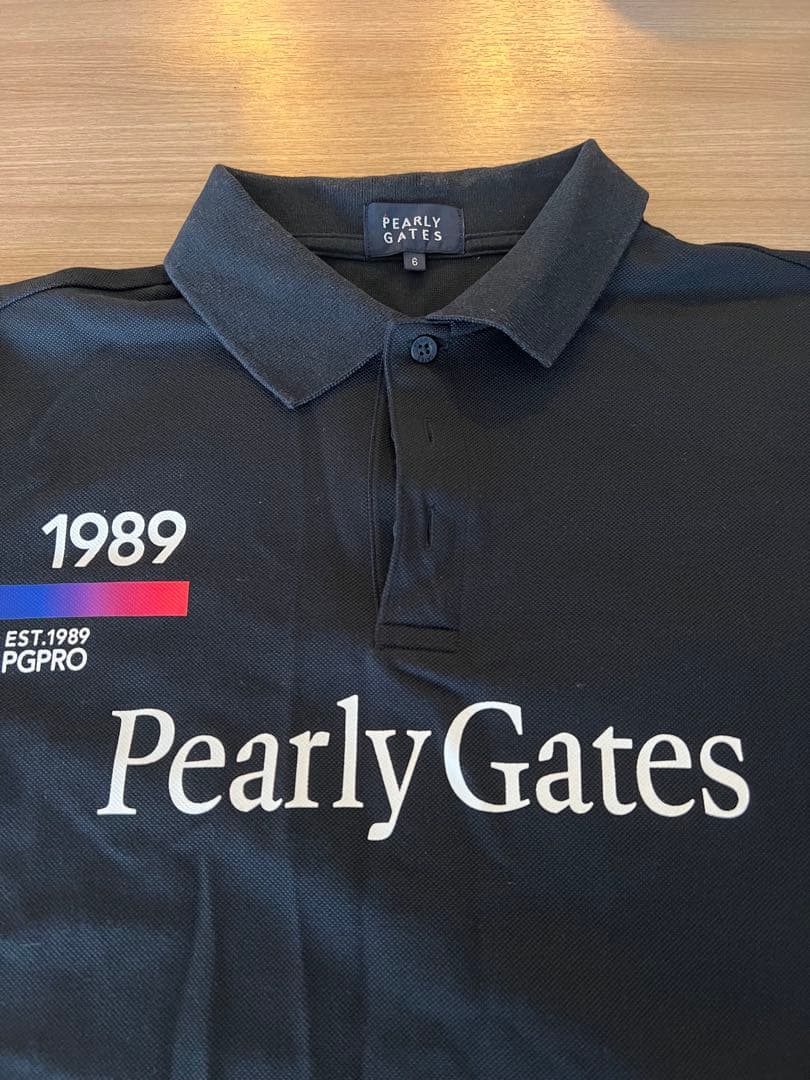 PEARLY
GATES
6
1989
EST.1989
PGPRO
Pearly Gates